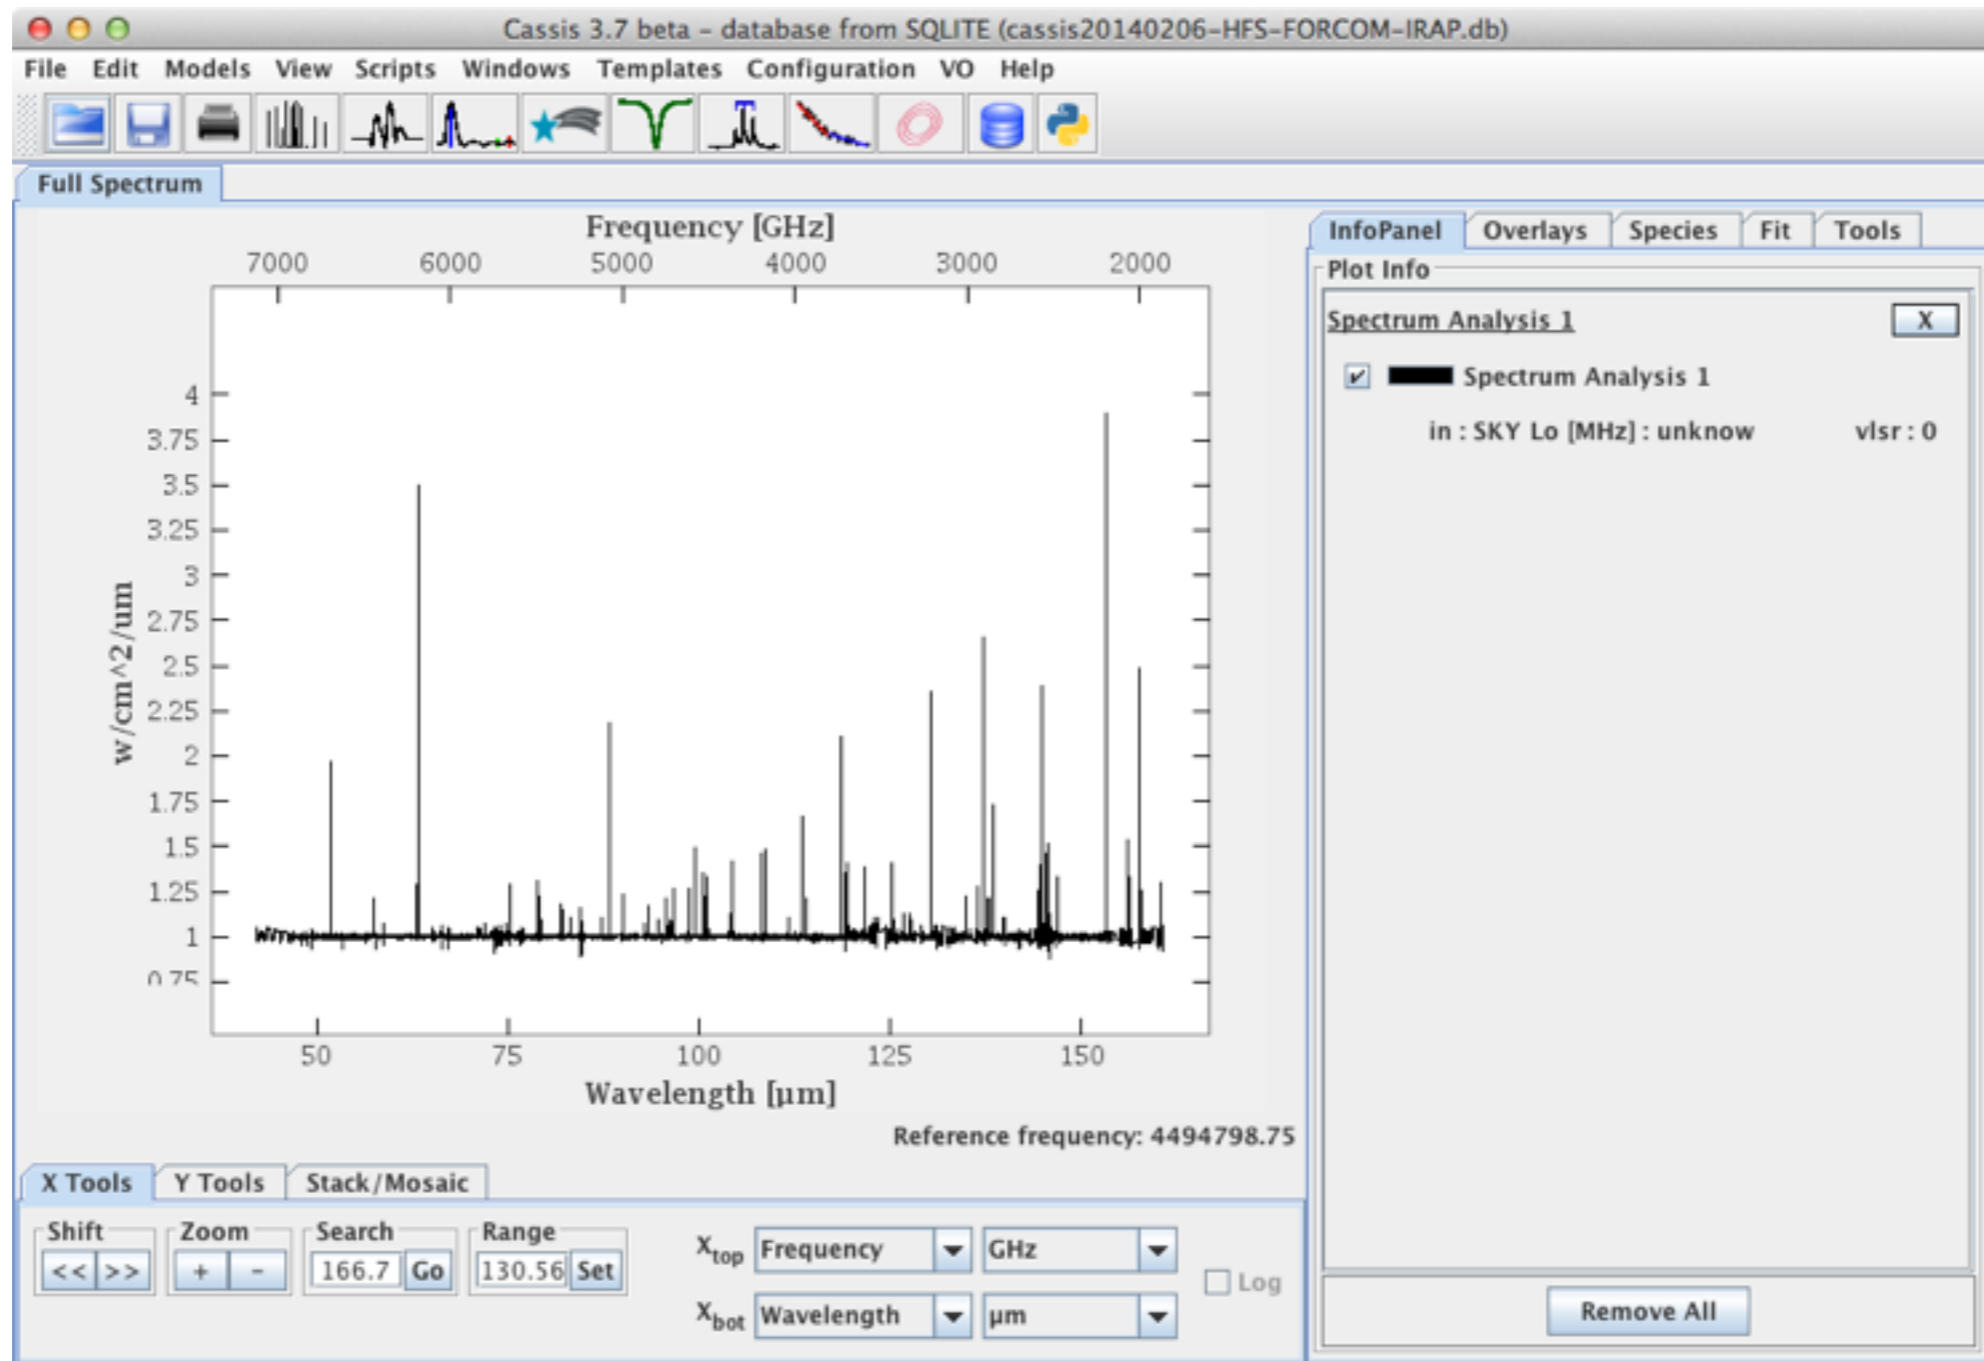 Cassis 3.7 beta – database from SQLITE (cassis20140206-HFS-FORCOM-IRAP.db)
File Edit Models View Scripts Windows Templates Configuration VO Help
Full Spectrum
Frequency [GHz]
7000 6000 5000 4000 3000 2000
4
3.75
3.5
3.25
3
2.75
2.5
2.25
2
1.75
1.5
1.25
1
0.75
w/cm^2/um
50 75 100 125 150
Wavelength [μm]
Reference frequency: 4494798.75
InfoPanel Overlays Species Fit Tools
Plot Info
Spectrum Analysis 1 X
Spectrum Analysis 1
in : SKY Lo [MHz] : unknow vlsr : 0
Remove All
X Tools Y Tools Stack/Mosaic
Shift Zoom Search Range
<< >> + - 166.7 Go 130.56 Set
Xtop Frequency GHz
Log
Xbot Wavelength μm